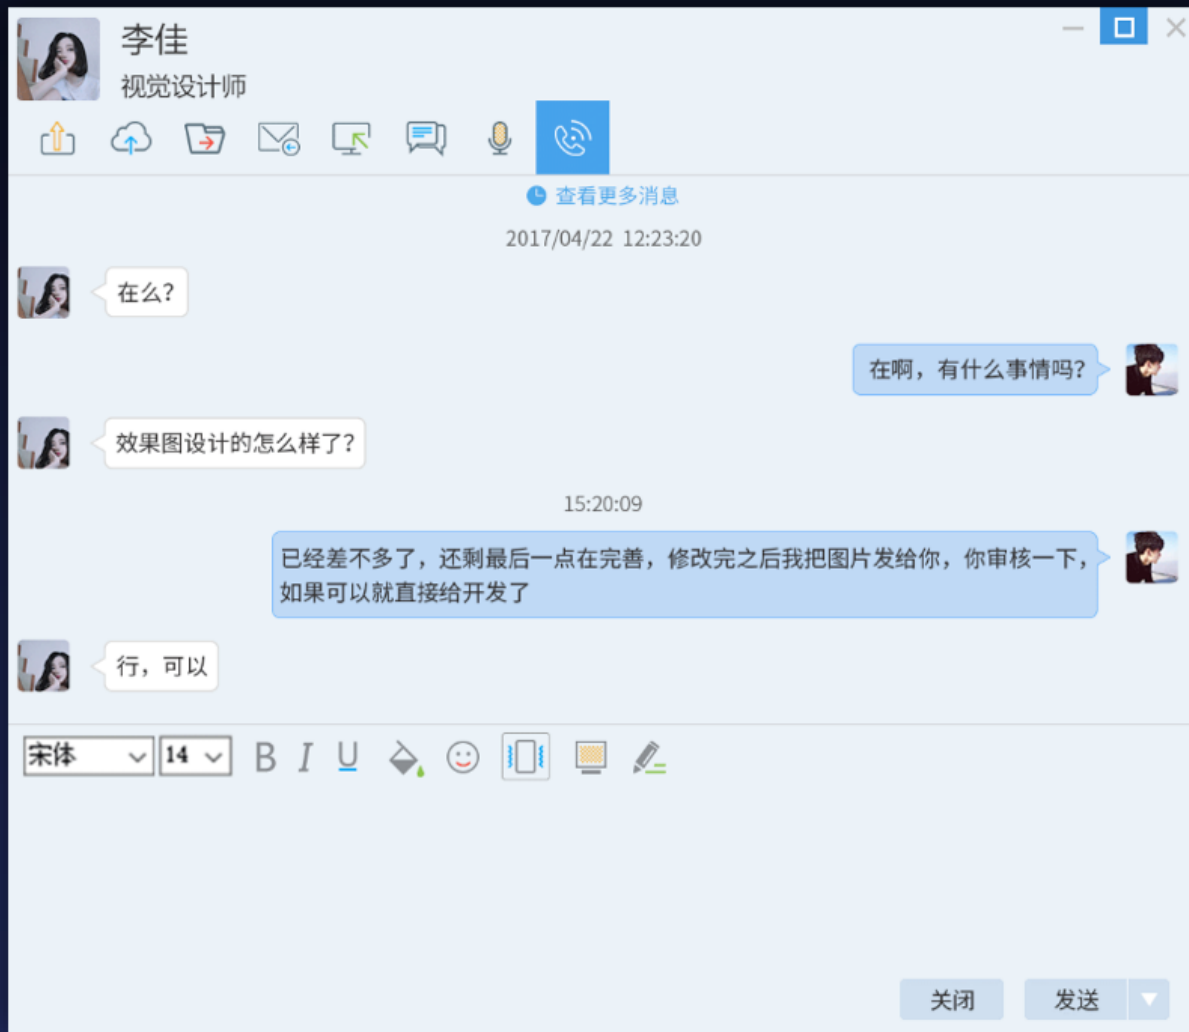 李佳
视觉设计师
查看更多消息
2017/04/22 12:23:20
在么？
在啊，有什么事情吗？
效果图设计的怎么样了？
15:20:09
已经差不多了，还剩最后一点在完善，修改完之后我把图片发给你，你审核一下，
如果可以就直接给开发了
行，可以
宋体 14 B I U
关闭 发送